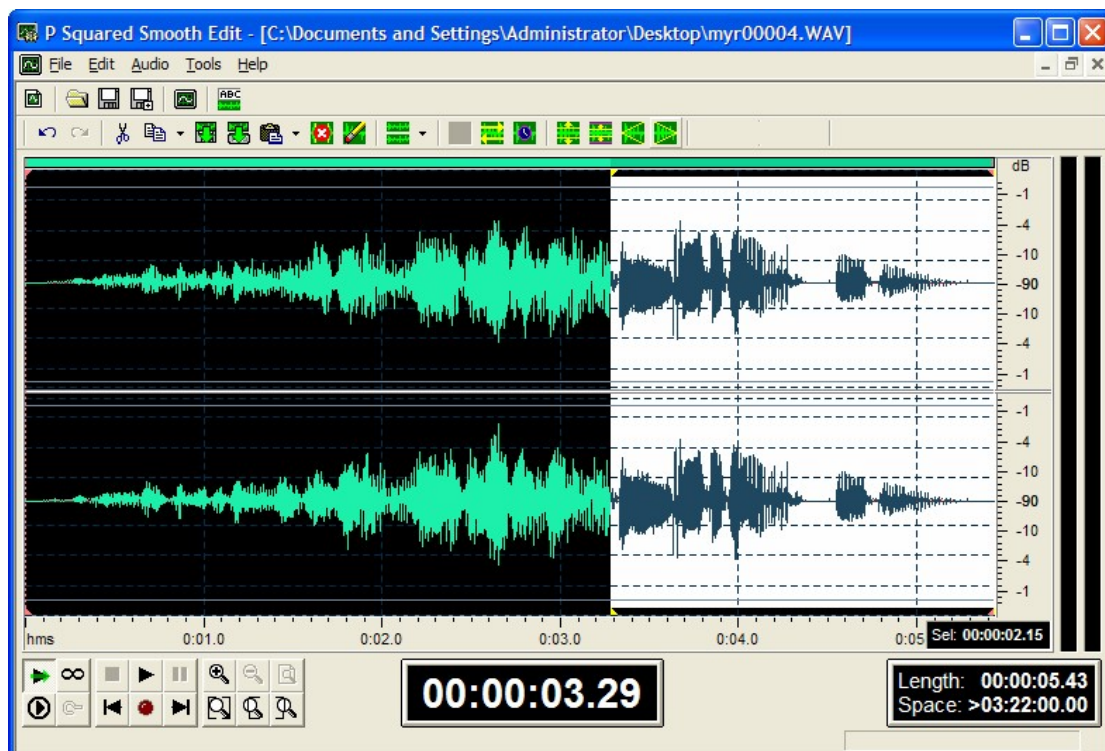 P Squared Smooth Edit - [C:\Documents and Settings\Administrator\Desktop\myr00004.WAV]
File Edit Audio Tools Help
ABC
dB
-1
-4
-10
-90
-10
-4
-1
-1
-4
-10
-90
-10
-4
-1
hms 0:01.0 0:02.0 0:03.0 0:04.0 0:05 Sel: 00:00:02.15
00:00:03.29
Length: 00:00:05.43
Space: >03:22:00.00